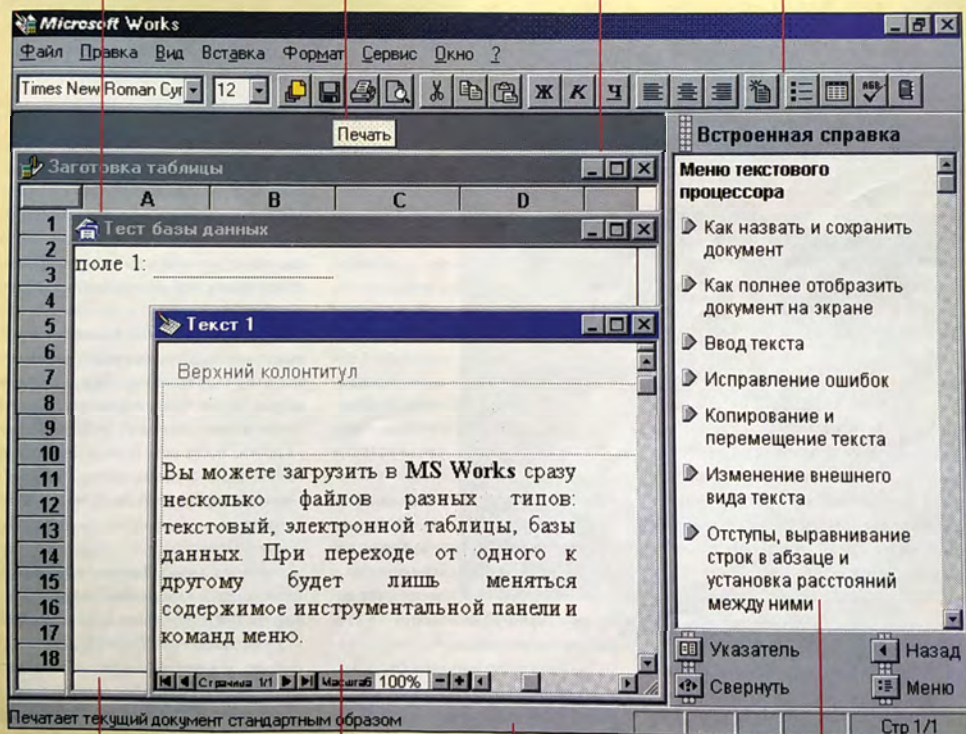 Microsoft Works
Файл Правка Вид Вставка Формат Сервис Окно ?
Times New Roman Cyr 12 Ж К Ч АБВ
Печать
Заготовка таблицы
A B C D
1
2
3
4
5
6
7
8
9
10
11
12
13
14
15
16
17
18
Тест базы данных
поле 1:
Текст 1
Верхний колонтитул
Вы можете загрузить в MS Works сразу
несколько файлов разных типов:
текстовый, электронной таблицы, базы
данных. При переходе от одного к
другому будет лишь меняться
содержимое инструментальной панели и
команд меню.
Страница 1/1 Масштаб 100%
Встроенная справка
Меню текстового
процессора
Как назвать и сохранить
документ
Как полнее отобразить
документ на экране
Ввод текста
Исправление ошибок
Копирование и
перемещение текста
Изменение внешнего
вида текста
Отступы, выравнивание
строк в абзаце и
установка расстояний
между ними
Указатель Назад
Свернуть Меню
Печатает текущий документ стандартным образом
Стр 1/1